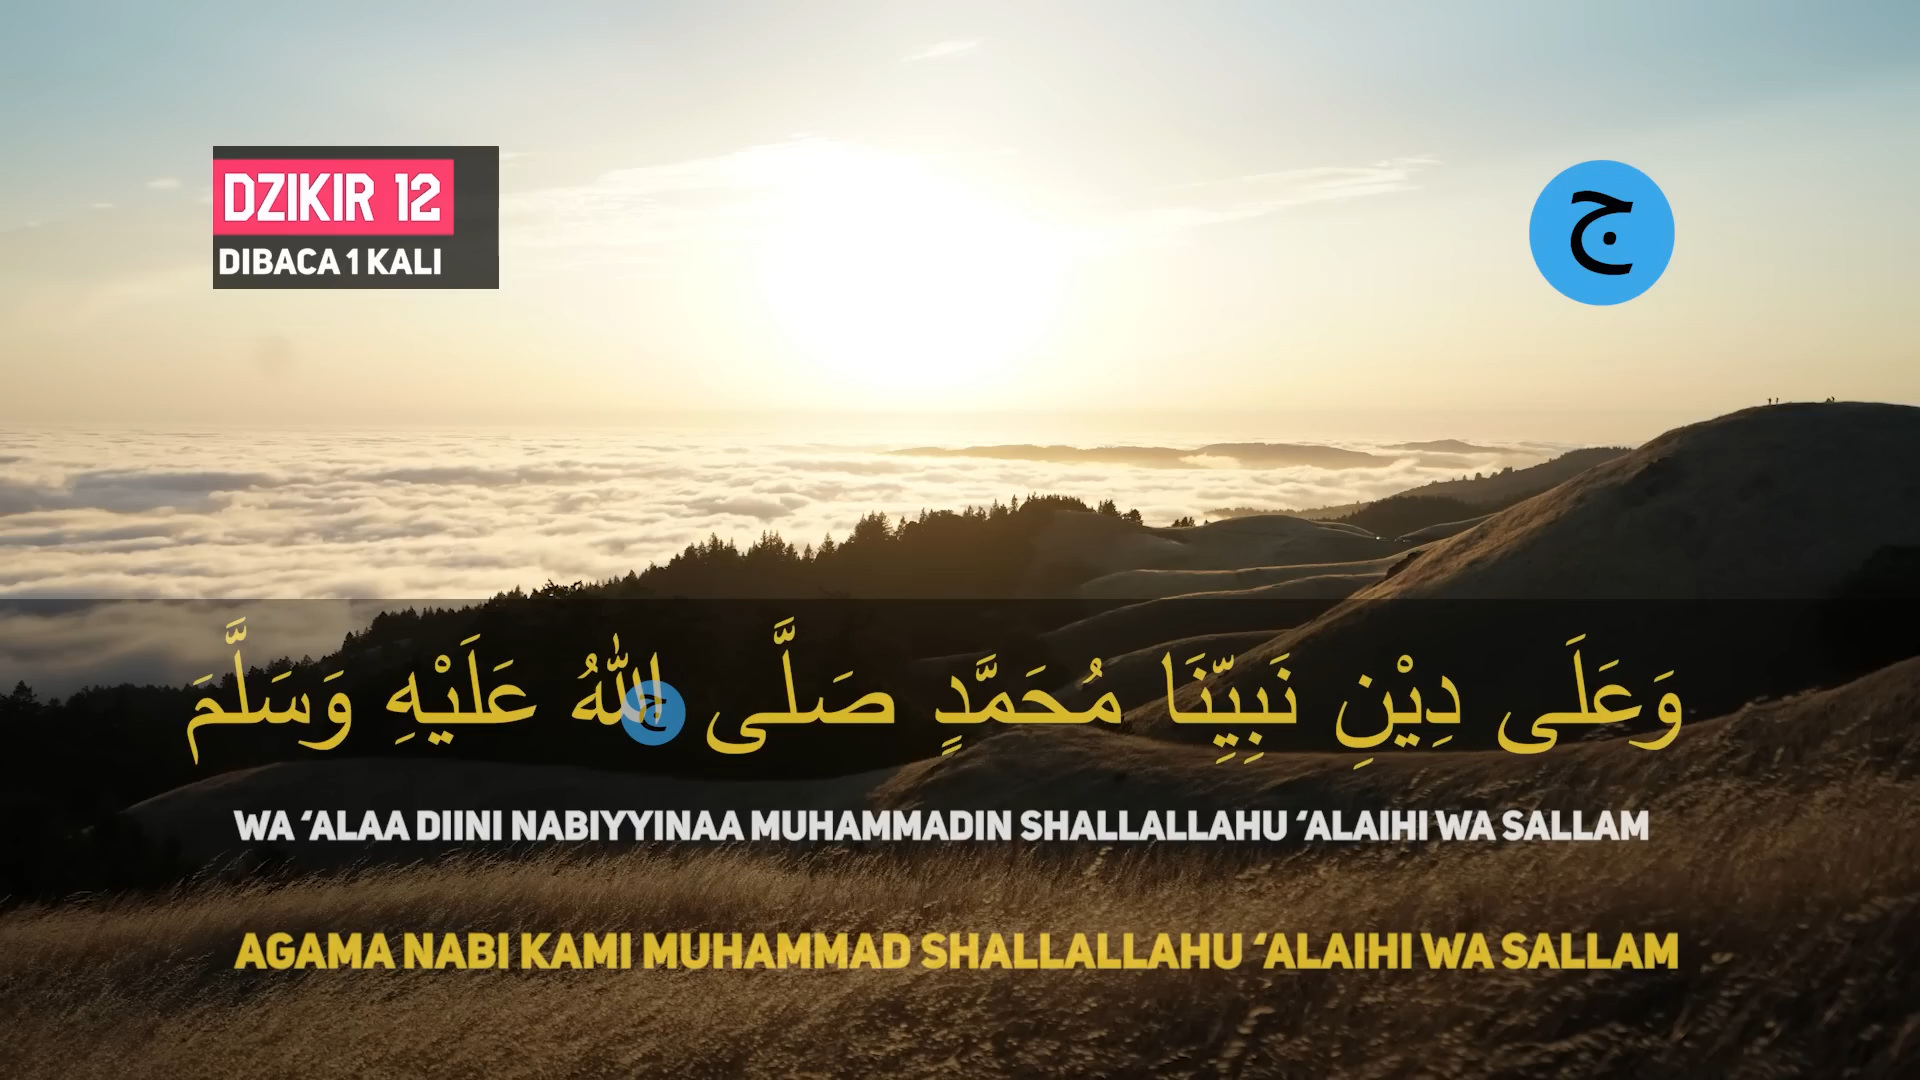 DZIKIR 12
DIBACA 1 KALI
ج
وَعَلَى دِيْنِ نَبِيِّنَا مُحَمَّدٍ صَلَّى اللهُ عَلَيْهِ وَسَلَّمَ
ج
WA ‘ALAA DIINI NABIYYINAA MUHAMMADIN SHALLALLAHU ‘ALAIHI WA SALLAM
AGAMA NABI KAMI MUHAMMAD SHALLALLAHU ‘ALAIHI WA SALLAM